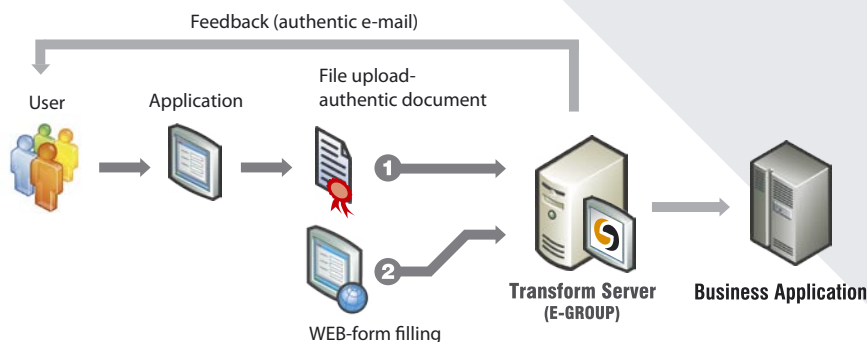 Feedback (authentic e-mail)
User
Application
File upload-
authentic document
1
2
WEB-form filling
Transform Server
(E-GROUP)
Business Application